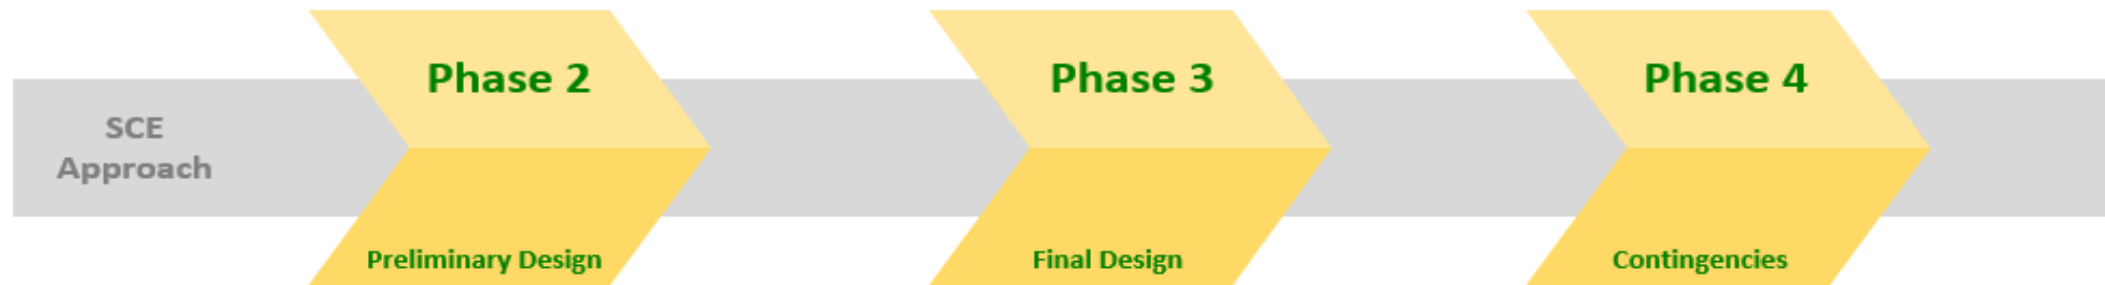 SCE
Approach
Phase 2
Preliminary Design
Phase 3
Final Design
Phase 4
Contingencies